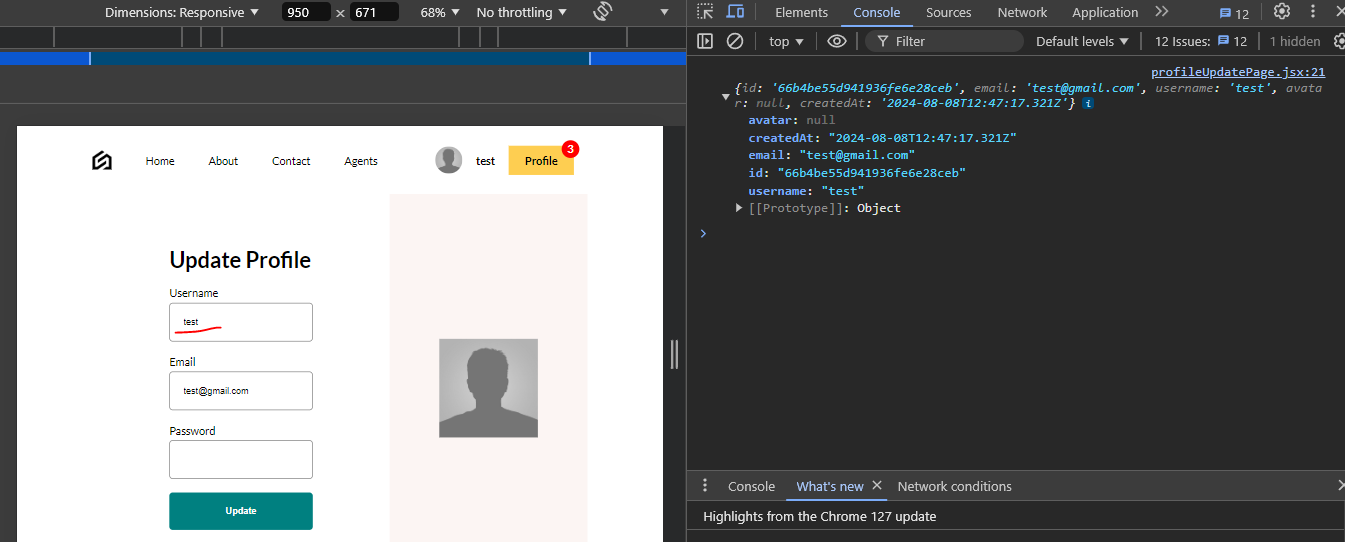 Dimensions: Responsive ▼ 950 × 671 68% ▼ No throttling ▼
Home About Contact Agents test Profile 3
Update Profile
Username
test
Email
test@gmail.com
Password
Update
Elements Console Sources Network Application 12
top ▼ Filter Default levels ▼ 12 Issues: 12 1 hidden
profileUpdatePage.jsx:21
{id: '66b4be55d941936fe6e28ceb', email: 'test@gmail.com', username: 'test', avata
r: null, createdAt: '2024-08-08T12:47:17.321Z'} i
avatar: null
createdAt: "2024-08-08T12:47:17.321Z"
email: "test@gmail.com"
id: "66b4be55d941936fe6e28ceb"
username: "test"
[[Prototype]]: Object
Console What's new Network conditions
Highlights from the Chrome 127 update